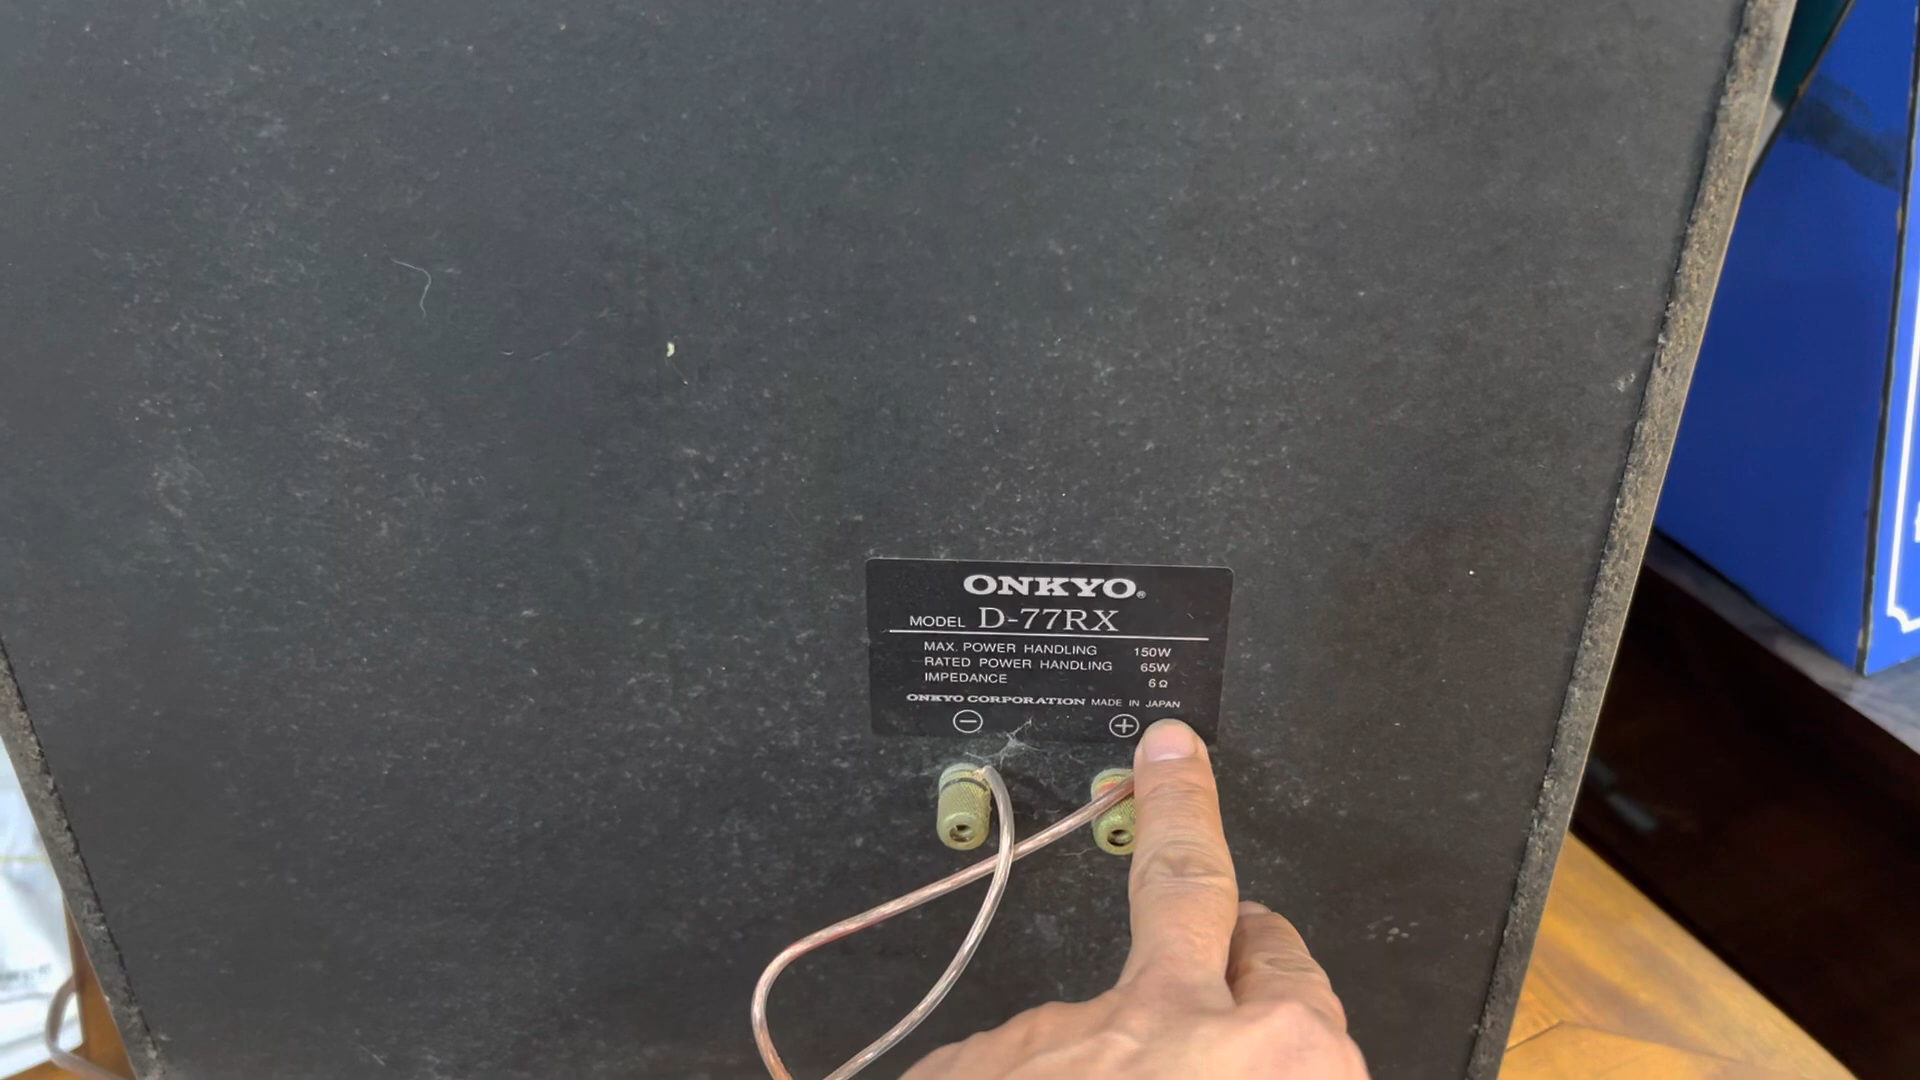 ONKYO®
MODEL D-77RX
MAX. POWER HANDLING 150W
RATED POWER HANDLING 65W
IMPEDANCE 6Ω
ONKYO CORPORATION MADE IN JAPAN
⊖ ⊕